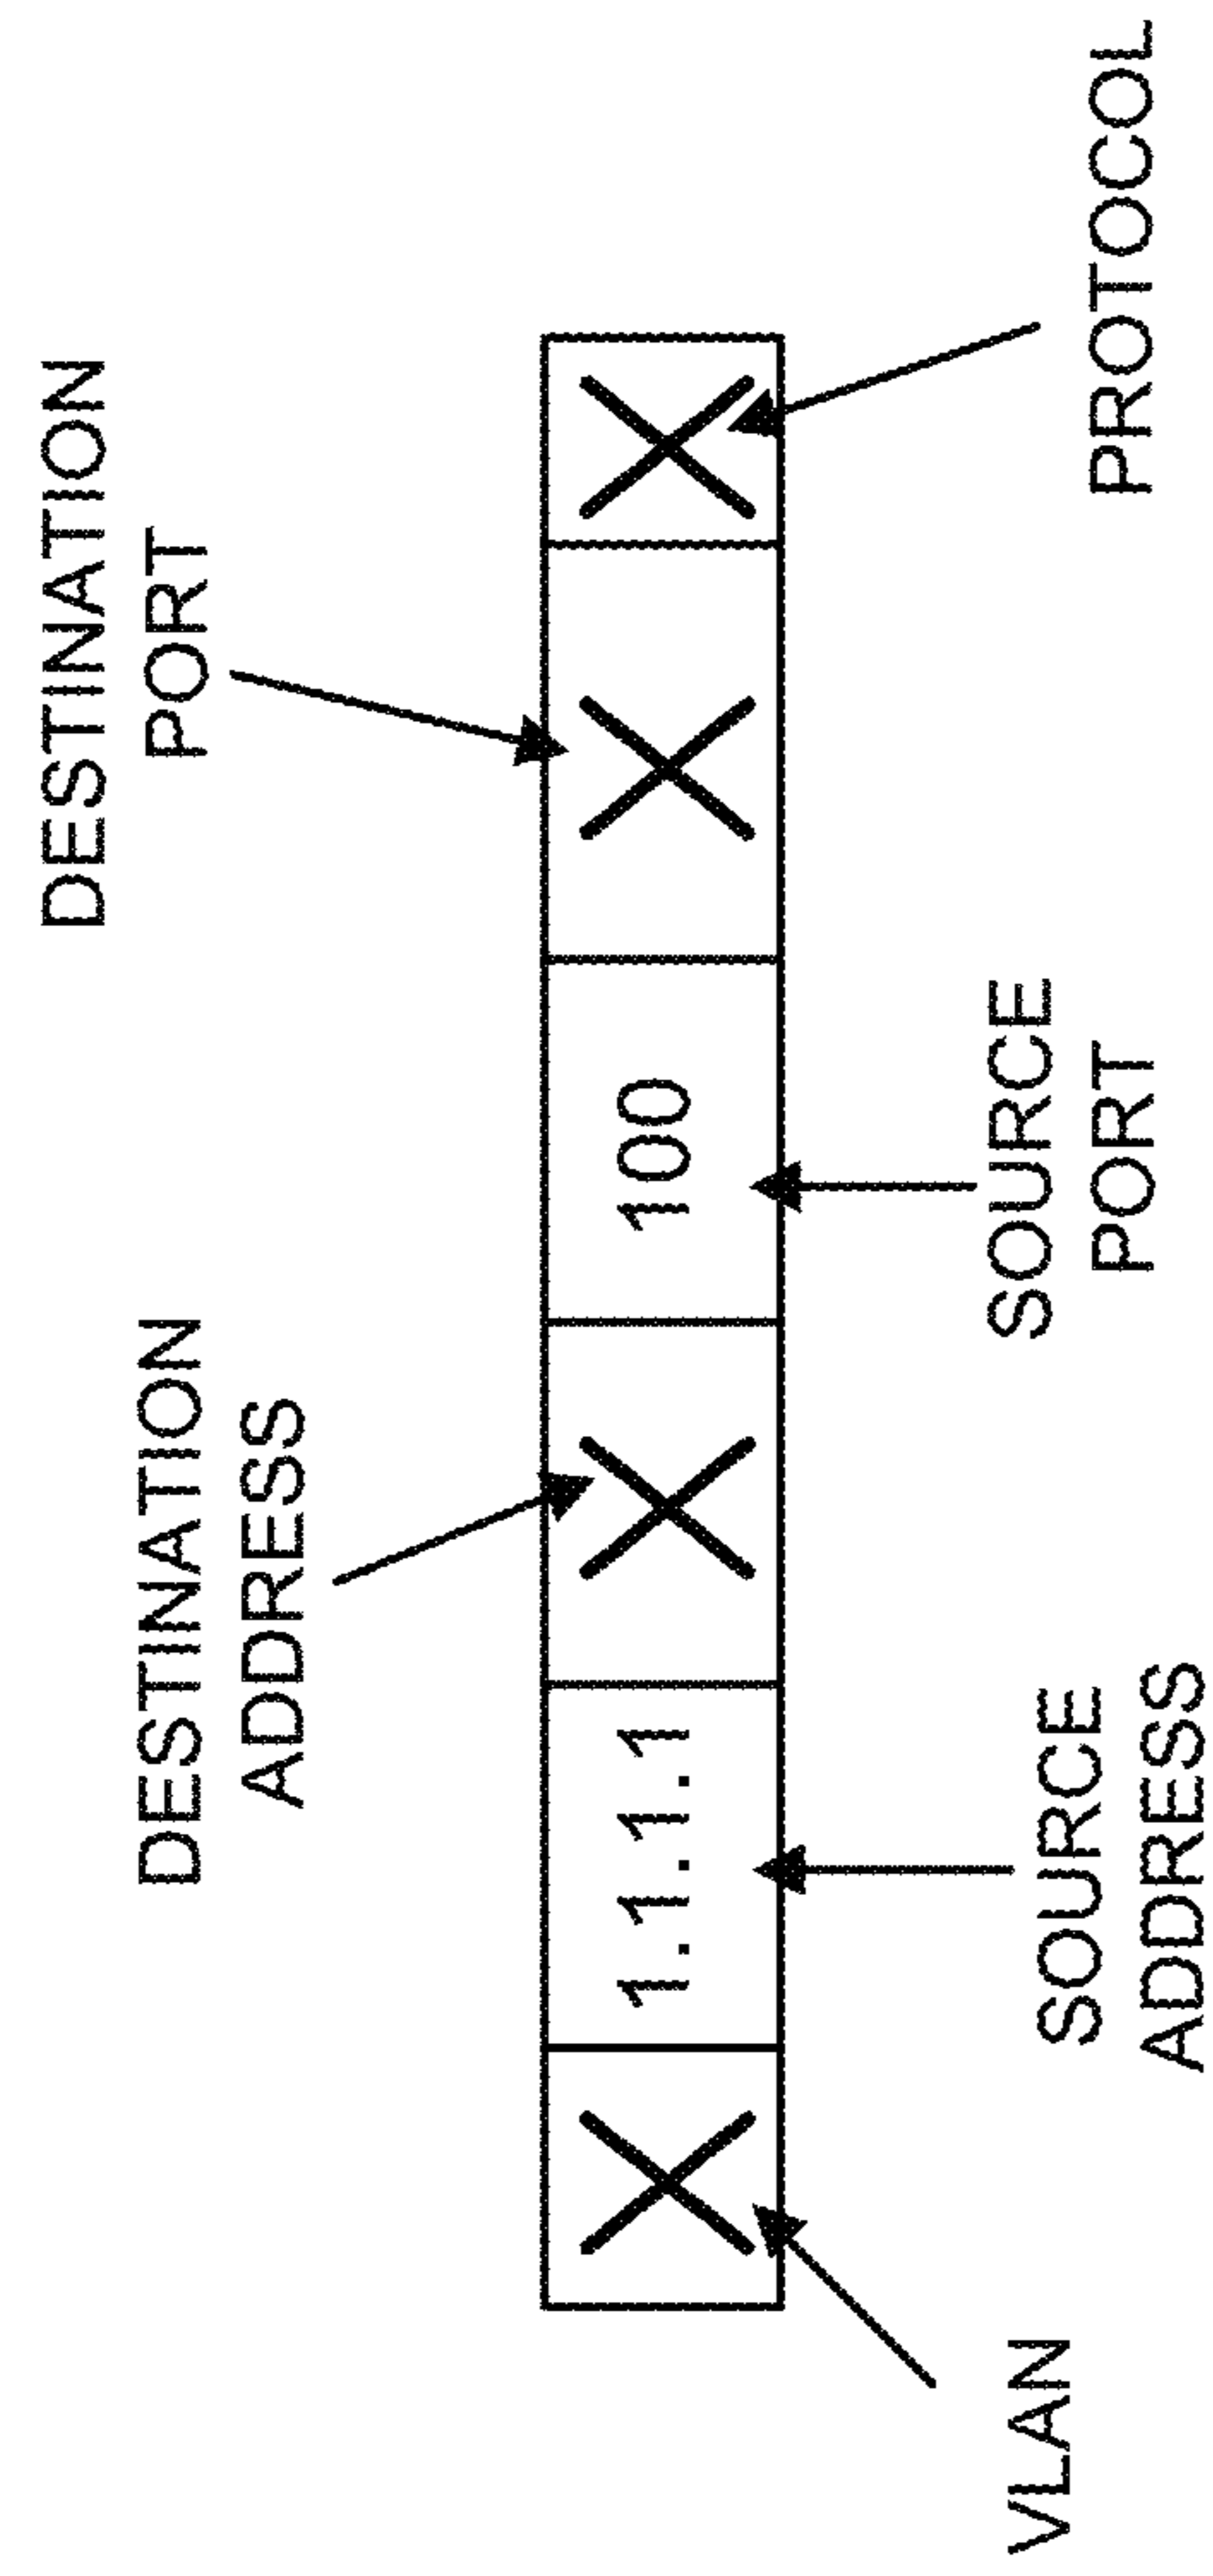 DESTINATION
PORT
DESTINATION
ADDRESS
X
1.1.1.1
X
100
X
X
VLAN
SOURCE
ADDRESS
SOURCE
PORT
PROTOCOL